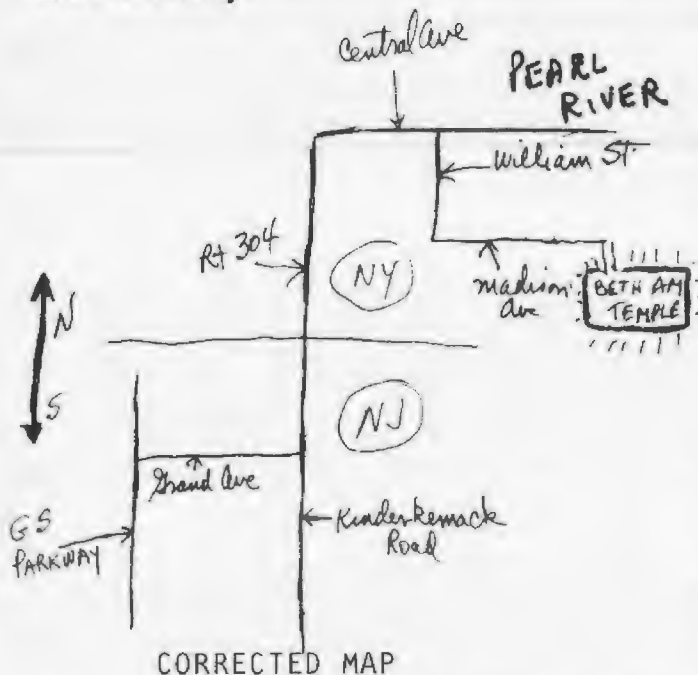 Central Ave
PEARL
RIVER
William St.
Rt 304
NY
Madison
Ave
BETH AM
TEMPLE
N
S
NJ
Grand Ave
GS
PARKWAY
Kinderkemack
Road
CORRECTED MAP